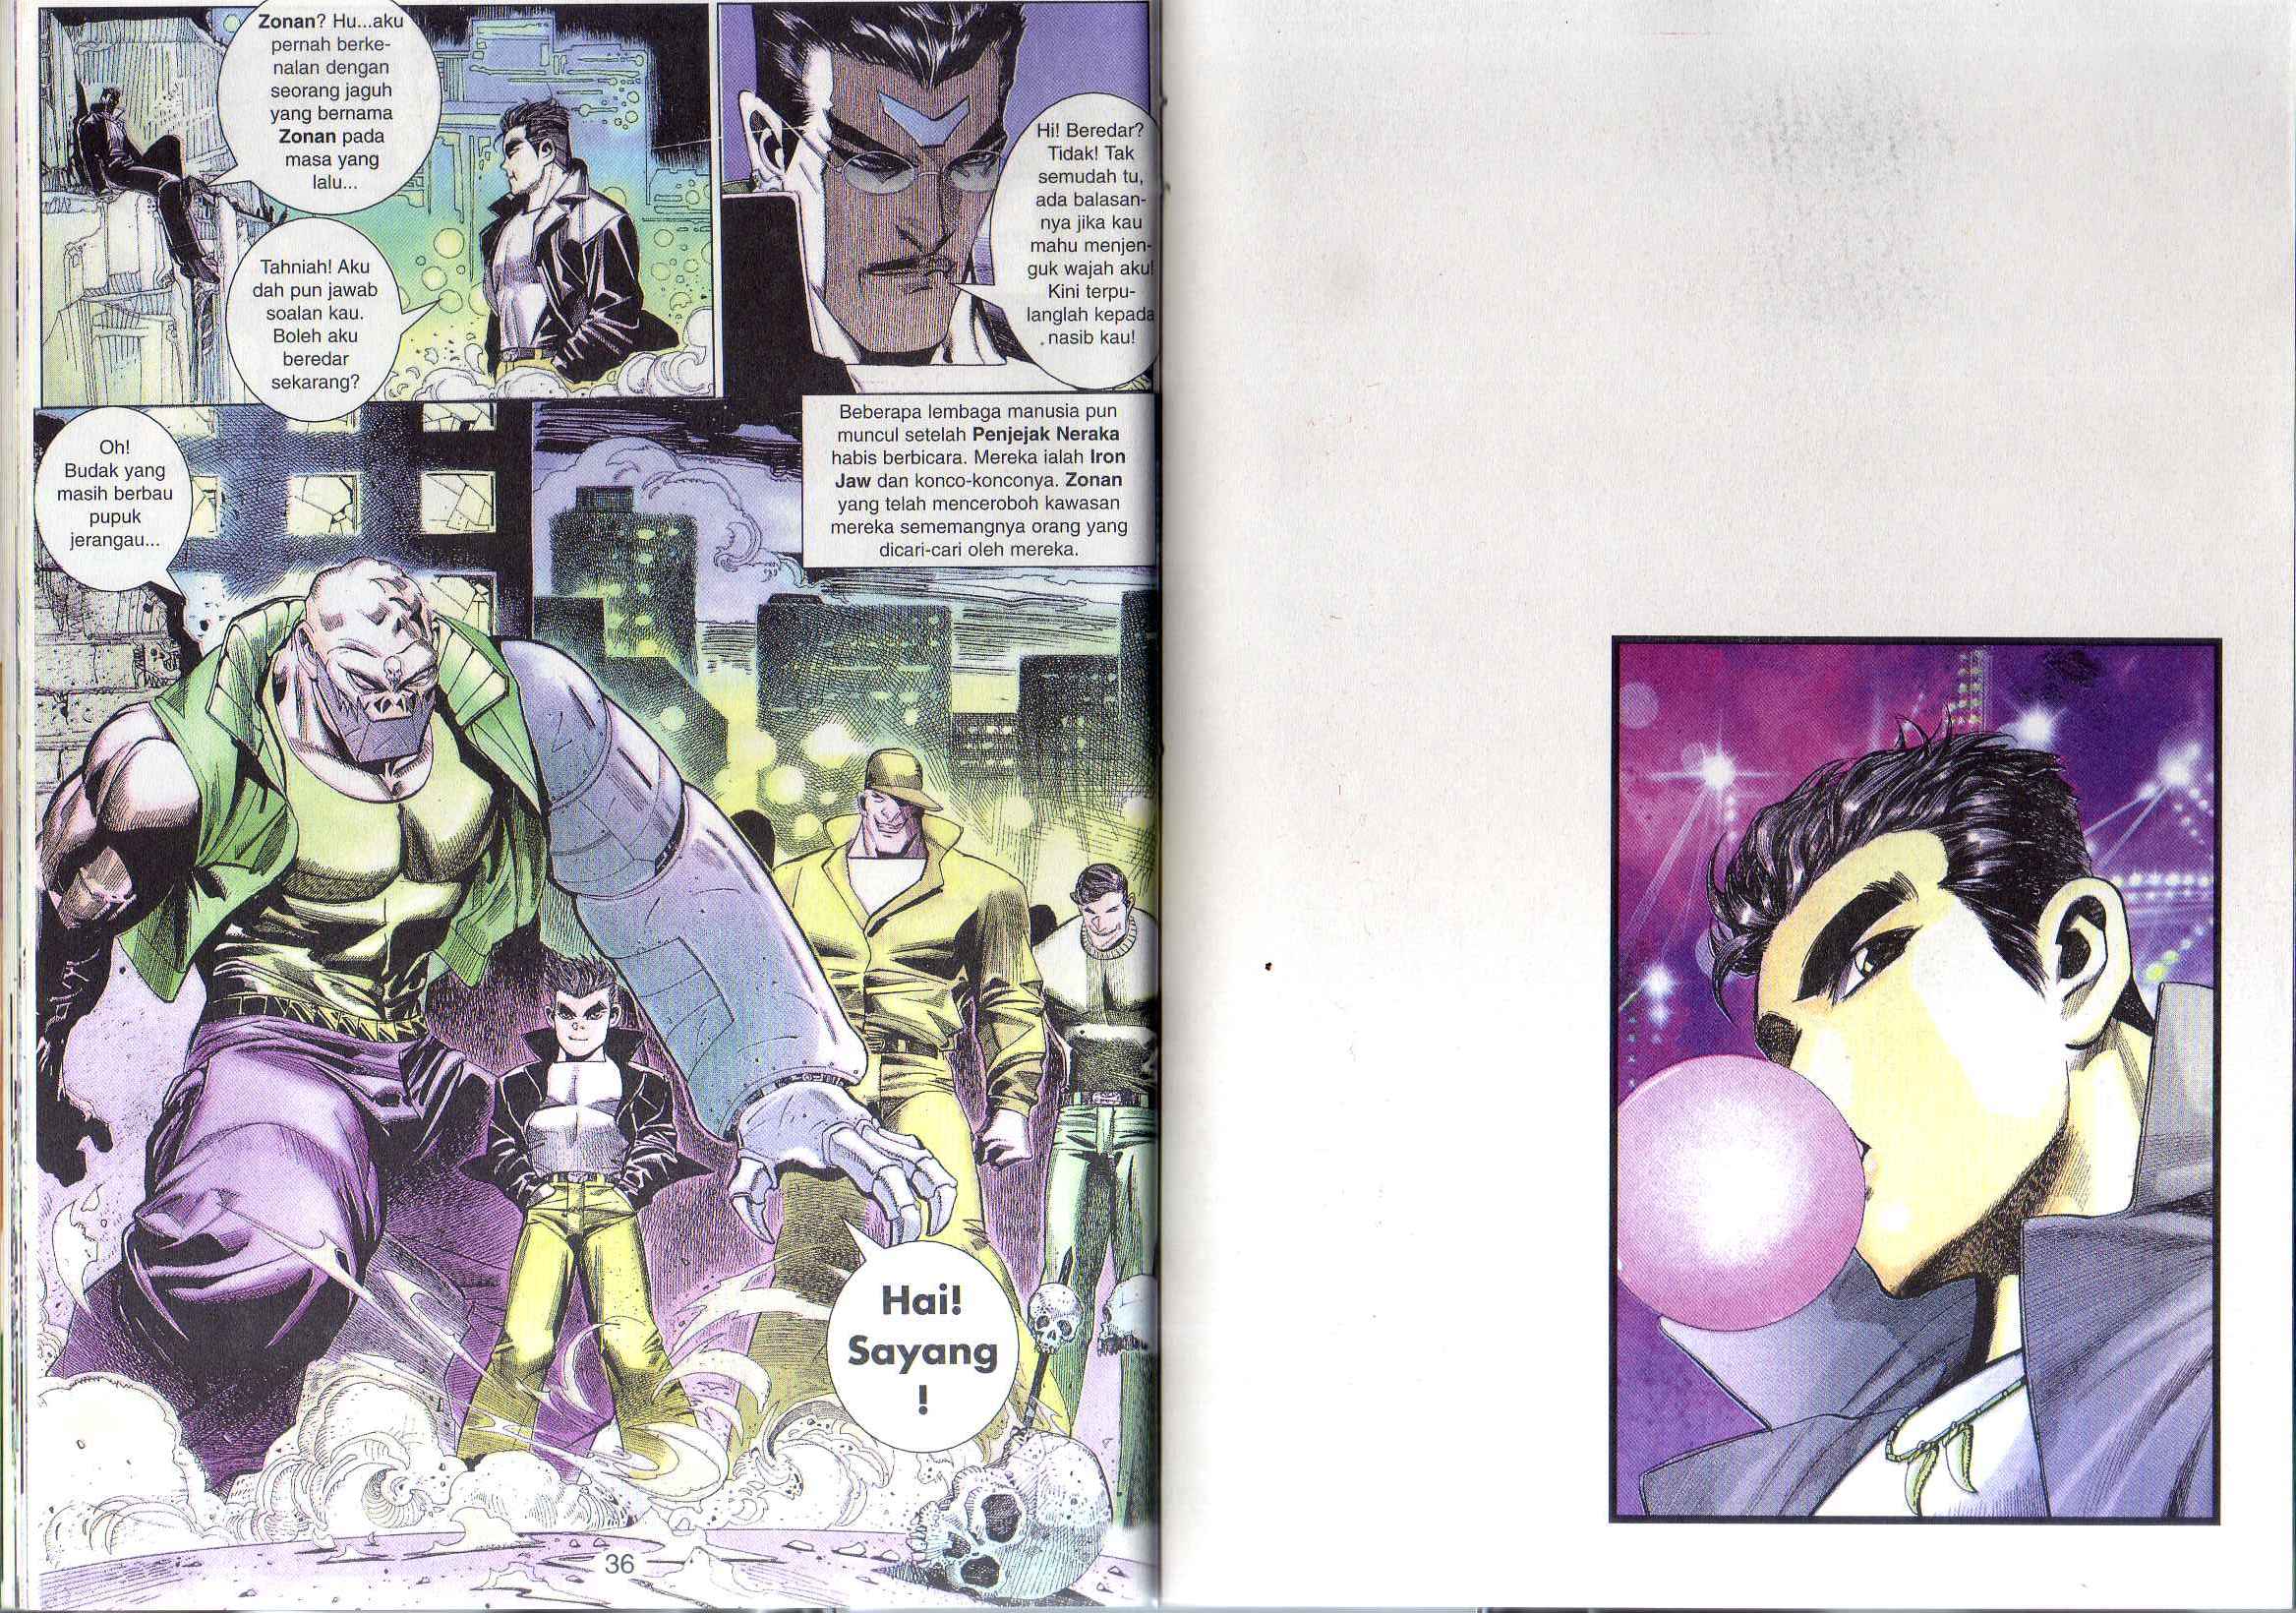 Zonan? Hu...aku
pernah berke-
nalan dengan
seorang jaguh
yang bernama
Zonan pada
masa yang
lalu...
Tahniah! Aku
dah pun jawab
soalan kau.
Boleh aku
beredar
sekarang?
Hi! Beredar?
Tidak! Tak
semudah tu,
ada balasan-
nya jika kau
mahu menjen-
guk wajah aku!
Kini terpu-
langlah kepada
nasib kau!
Beberapa lembaga manusia pun
muncul setelah Penjejak Neraka
habis berbicara. Mereka ialah Iron
Jaw dan konco-konconya. Zonan
yang telah menceroboh kawasan
mereka sememangnya orang yang
dicari-cari oleh mereka.
Oh!
Budak yang
masih berbau
pupuk
jerangau...
Hai!
Sayang
!
36